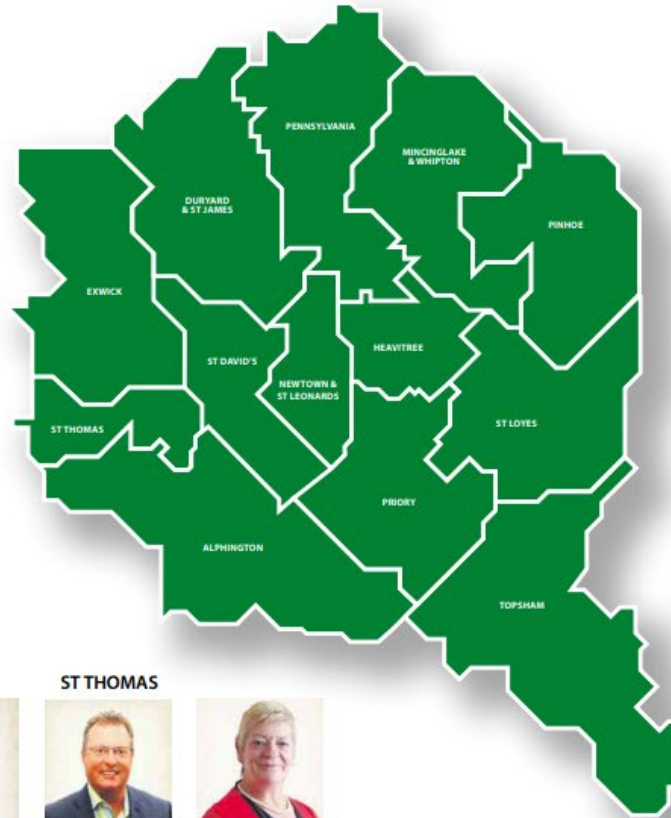 PENNSYLVANIA
MINCINGLAKE
& WHIPTON
DURYARD
& ST JAMES
PINHOE
EXWICK
HEAVITREE
ST DAVID'S
NEWTOWN &
ST LEONARDS
ST THOMAS
ST LOYES
PRIORY
ALPHINGTON
TOPSHAM
ST THOMAS